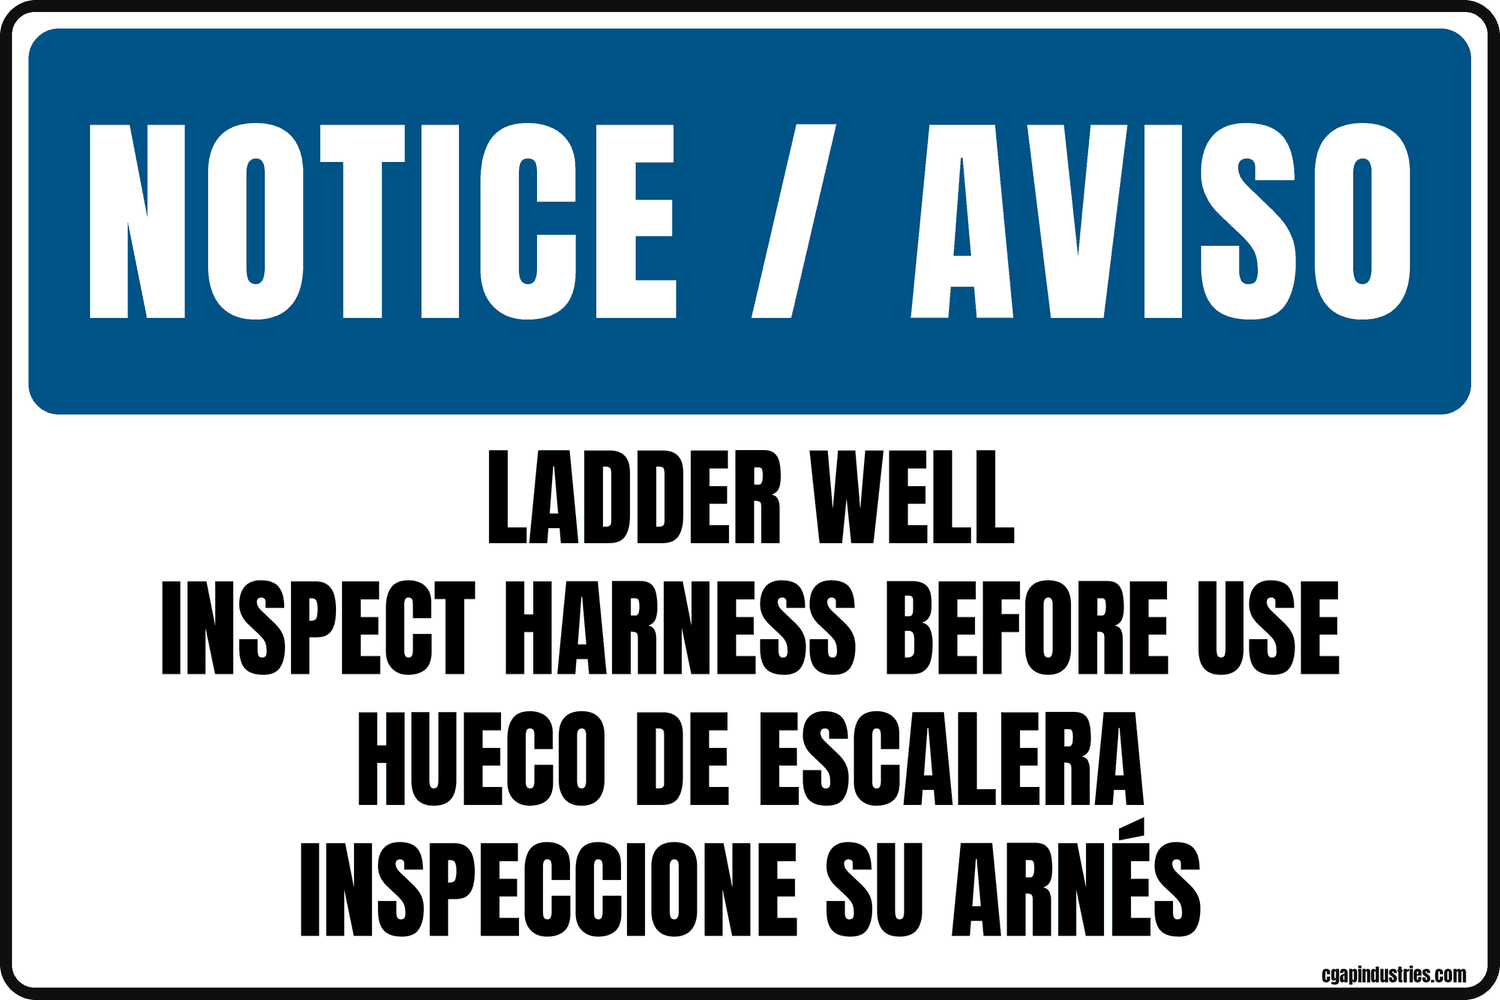 NOTICE / AVISO
LADDER WELL
INSPECT HARNESS BEFORE USE
HUECO DE ESCALERA
INSPECCIONE SU ARNÉS
cgapindustries.com